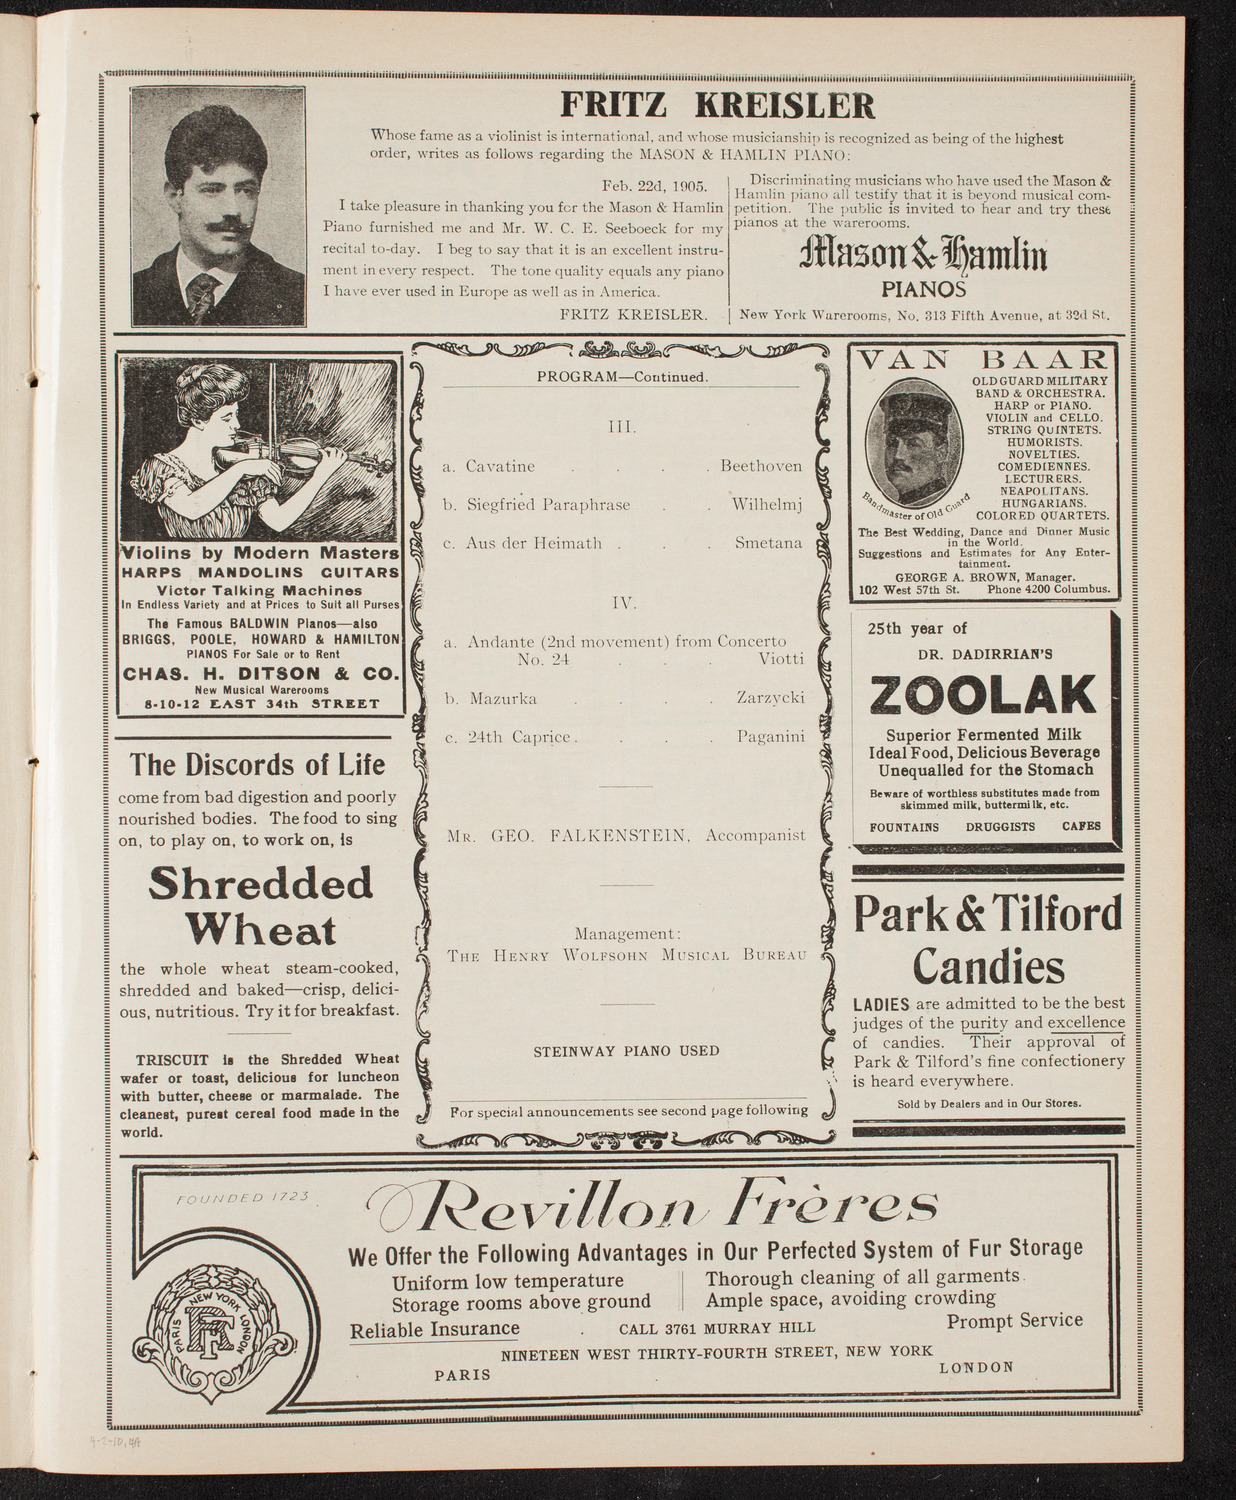 FRITZ KREISLER
Whose fame as a violinist is international, and whose musicianship is recognized as being of the highest
order, writes as follows regarding the MASON & HAMLIN PIANO:
Feb. 22d, 1905.
I take pleasure in thanking you for the Mason & Hamlin
Piano furnished me and Mr. W. C. E. Seeboeck for my
recital to-day. I beg to say that it is an excellent instru-
ment in every respect. The tone quality equals any piano
I have ever used in Europe as well as in America.
FRITZ KREISLER.
Discriminating musicians who have used the Mason &
Hamlin piano all testify that it is beyond musical com-
petition. The public is invited to hear and try these
pianos at the warerooms.
Mason & Hamlin
PIANOS
New York Warerooms, No. 313 Fifth Avenue, at 32d St.
Violins by Modern Masters
HARPS MANDOLINS GUITARS
Victor Talking Machines
In Endless Variety and at Prices to Suit all Purses
The Famous BALDWIN Pianos—also
BRIGGS, POOLE, HOWARD & HAMILTON
PIANOS For Sale or to Rent
CHAS. H. DITSON & CO.
New Musical Warerooms
8-10-12 EAST 34th STREET
The Discords of Life
come from bad digestion and poorly
nourished bodies. The food to sing
on, to play on, to work on, is
Shredded
Wheat
the whole wheat steam-cooked,
shredded and baked—crisp, delici-
ous, nutritious. Try it for breakfast.
TRISCUIT is the Shredded Wheat
wafer or toast, delicious for luncheon
with butter, cheese or marmalade. The
cleanest, purest cereal food made in the
world.
PROGRAM—Continued.
III.
a. Cavatine . . . . Beethoven
b. Siegfried Paraphrase . . Wilhelmj
c. Aus der Heimath . . . Smetana
IV.
a. Andante (2nd movement) from Concerto
No. 24 . . . Viotti
b. Mazurka . . . . Zarzycki
c. 24th Caprice . . . . Paganini
MR. GEO. FALKENSTEIN, Accompanist
Management:
THE HENRY WOLFSOHN MUSICAL BUREAU
STEINWAY PIANO USED
For special announcements see second page following
VAN BAAR
OLD GUARD MILITARY
BAND & ORCHESTRA.
HARP or PIANO.
VIOLIN and CELLO.
STRING QUINTETS.
HUMORISTS.
NOVELTIES.
COMEDIENNES.
LECTURERS.
NEAPOLITANS.
HUNGARIANS.
COLORED QUARTETS.
Bandmaster of Old Guard
The Best Wedding, Dance and Dinner Music
in the World.
Suggestions and Estimates for Any Enter-
tainment.
GEORGE A. BROWN, Manager.
102 West 57th St. Phone 4200 Columbus.
25th year of
DR. DADIRRIAN'S
ZOOLAK
Superior Fermented Milk
Ideal Food, Delicious Beverage
Unequalled for the Stomach
Beware of worthless substitutes made from
skimmed milk, buttermilk, etc.
FOUNTAINS DRUGGISTS CAFES
Park & Tilford
Candies
LADIES are admitted to be the best
judges of the purity and excellence
of candies. Their approval of
Park & Tilford's fine confectionery
is heard everywhere.
Sold by Dealers and in Our Stores.
FOUNDED 1723
Revillon Frères
We Offer the Following Advantages in Our Perfected System of Fur Storage
Uniform low temperature
Storage rooms above ground
Thorough cleaning of all garments
Ample space, avoiding crowding
Reliable Insurance
CALL 3761 MURRAY HILL
Prompt Service
NINETEEN WEST THIRTY-FOURTH STREET, NEW YORK
PARIS
LONDON
PARIS NEW YORK LONDON
RF
4-2-10, 4A